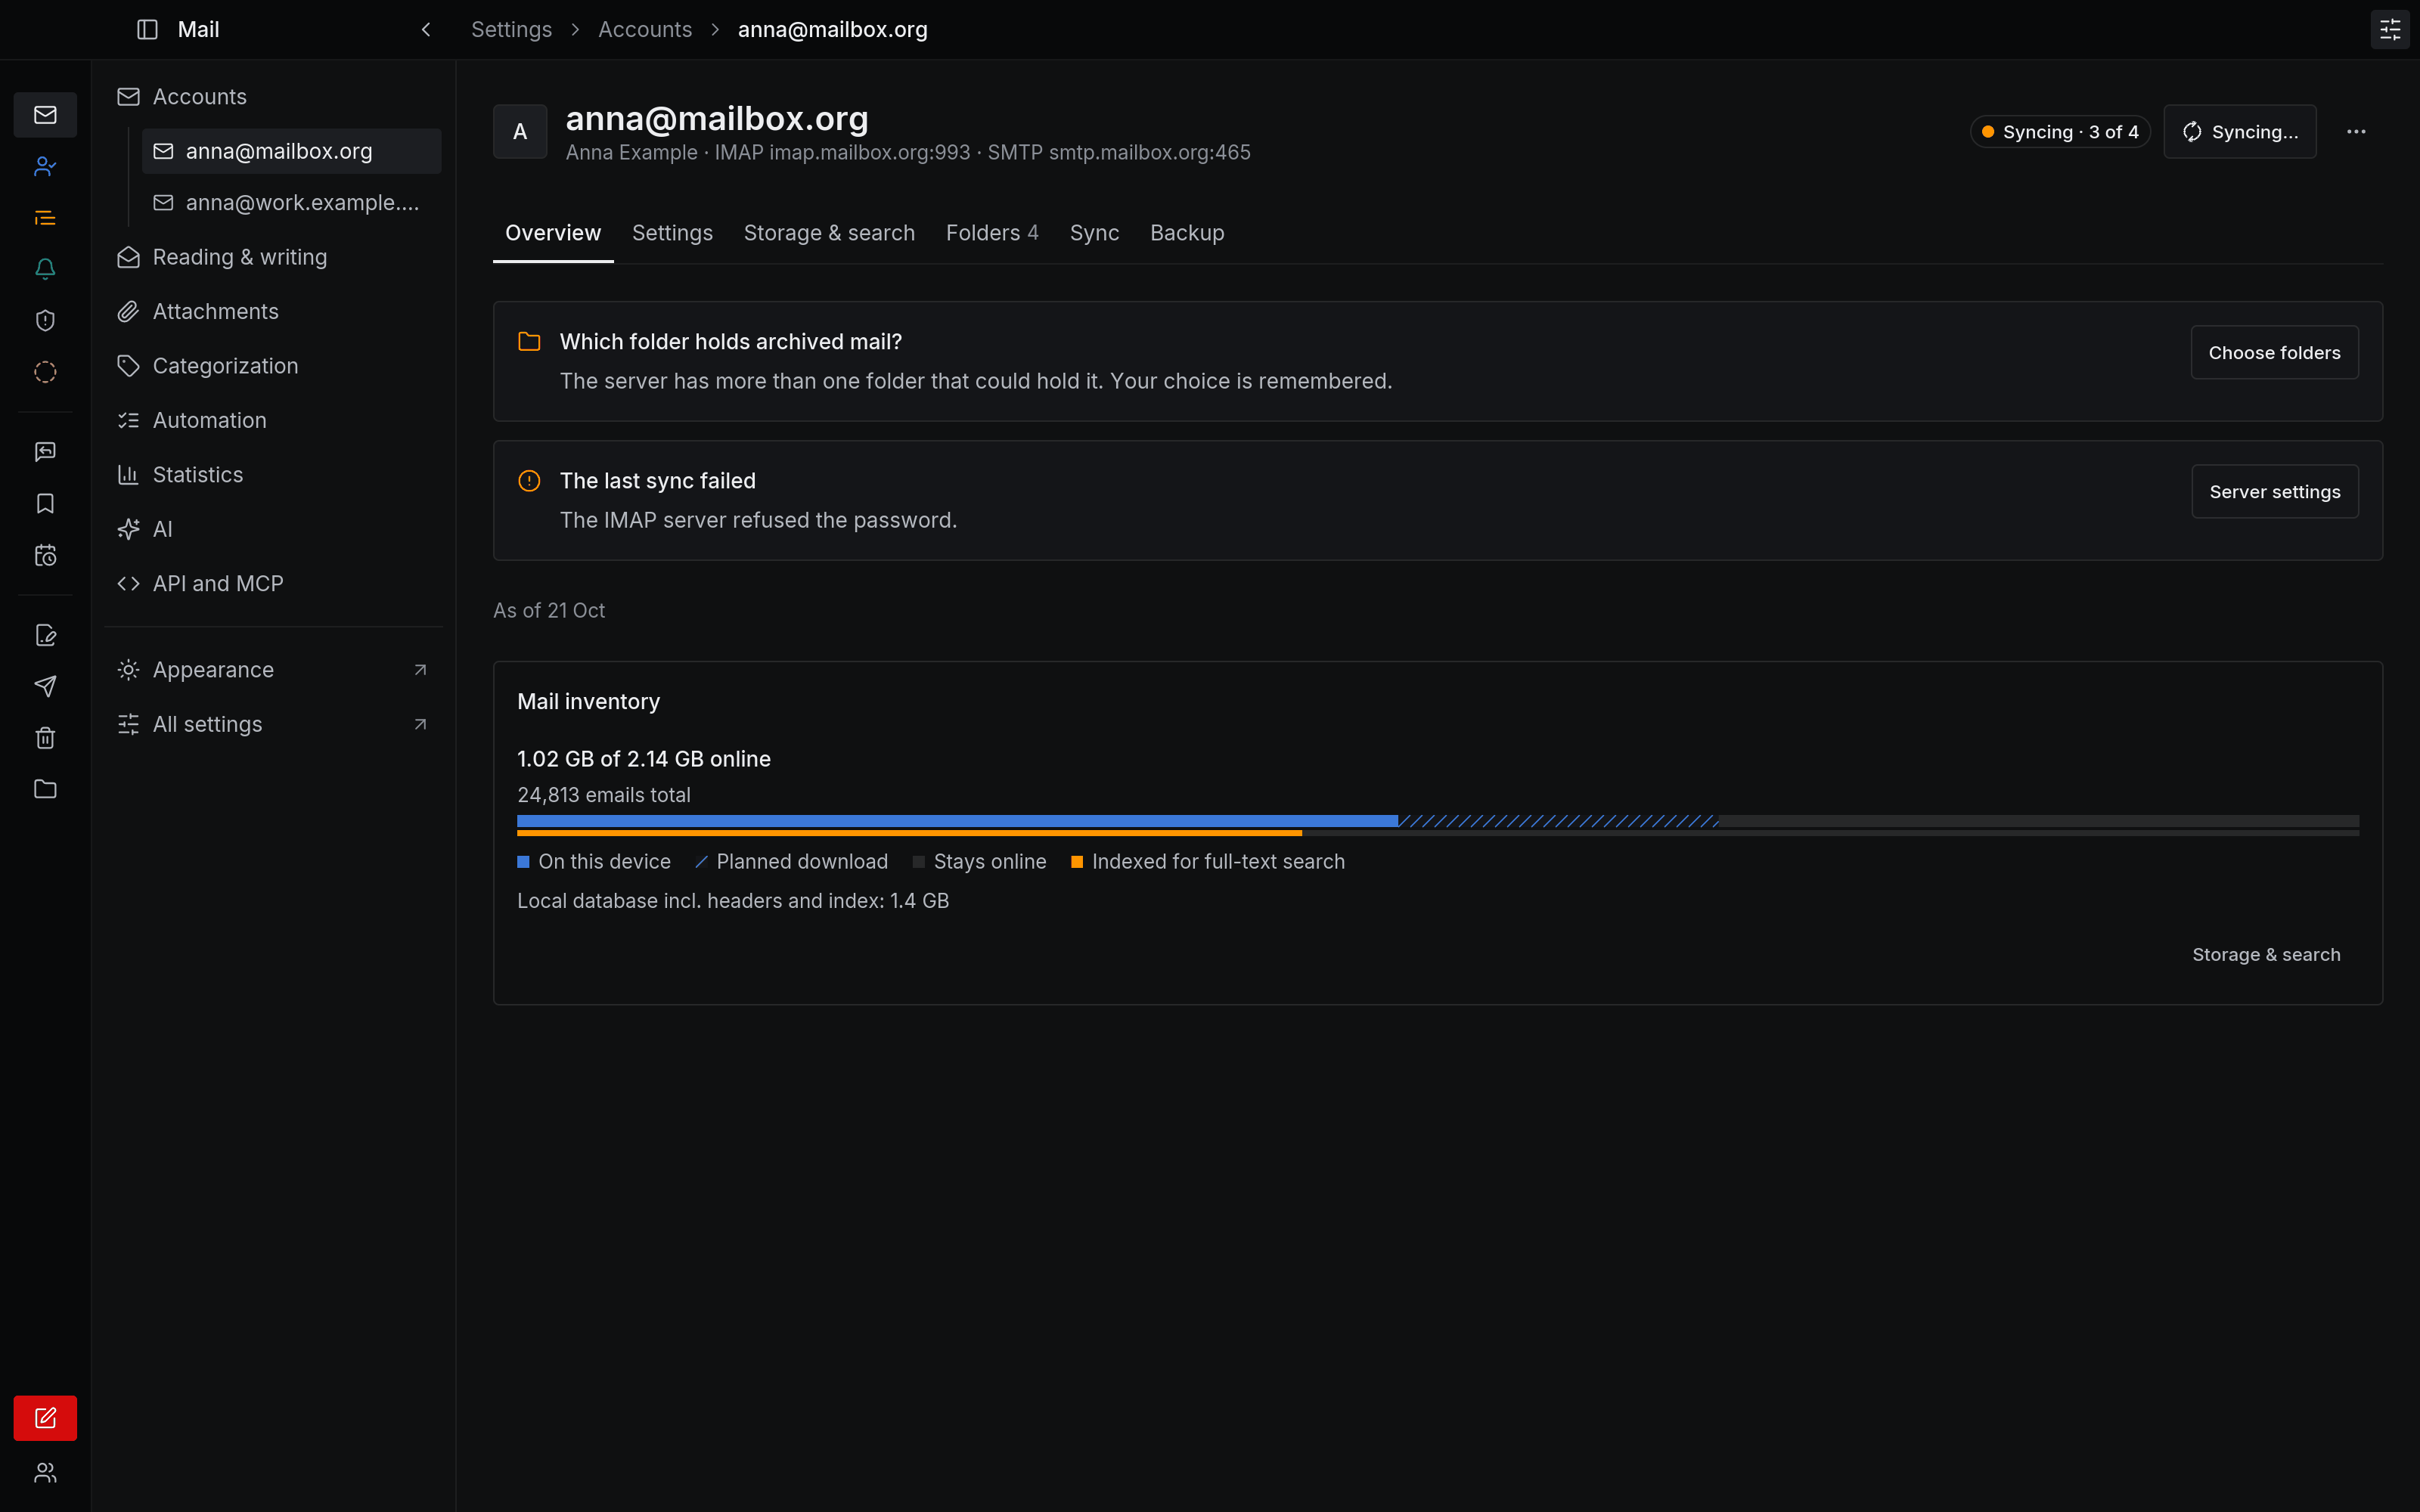 Mail
Settings > Accounts > anna@mailbox.org
Accounts
anna@mailbox.org
anna@work.example....
Reading & writing
Attachments
Categorization
Automation
Statistics
AI
API and MCP
Appearance
All settings
A
anna@mailbox.org
Anna Example · IMAP imap.mailbox.org:993 · SMTP smtp.mailbox.org:465
Syncing · 3 of 4
Syncing...
Overview
Settings
Storage & search
Folders 4
Sync
Backup
Which folder holds archived mail?
The server has more than one folder that could hold it. Your choice is remembered.
Choose folders
The last sync failed
The IMAP server refused the password.
Server settings
As of 21 Oct
Mail inventory
1.02 GB of 2.14 GB online
24,813 emails total
On this device
Planned download
Stays online
Indexed for full-text search
Local database incl. headers and index: 1.4 GB
Storage & search